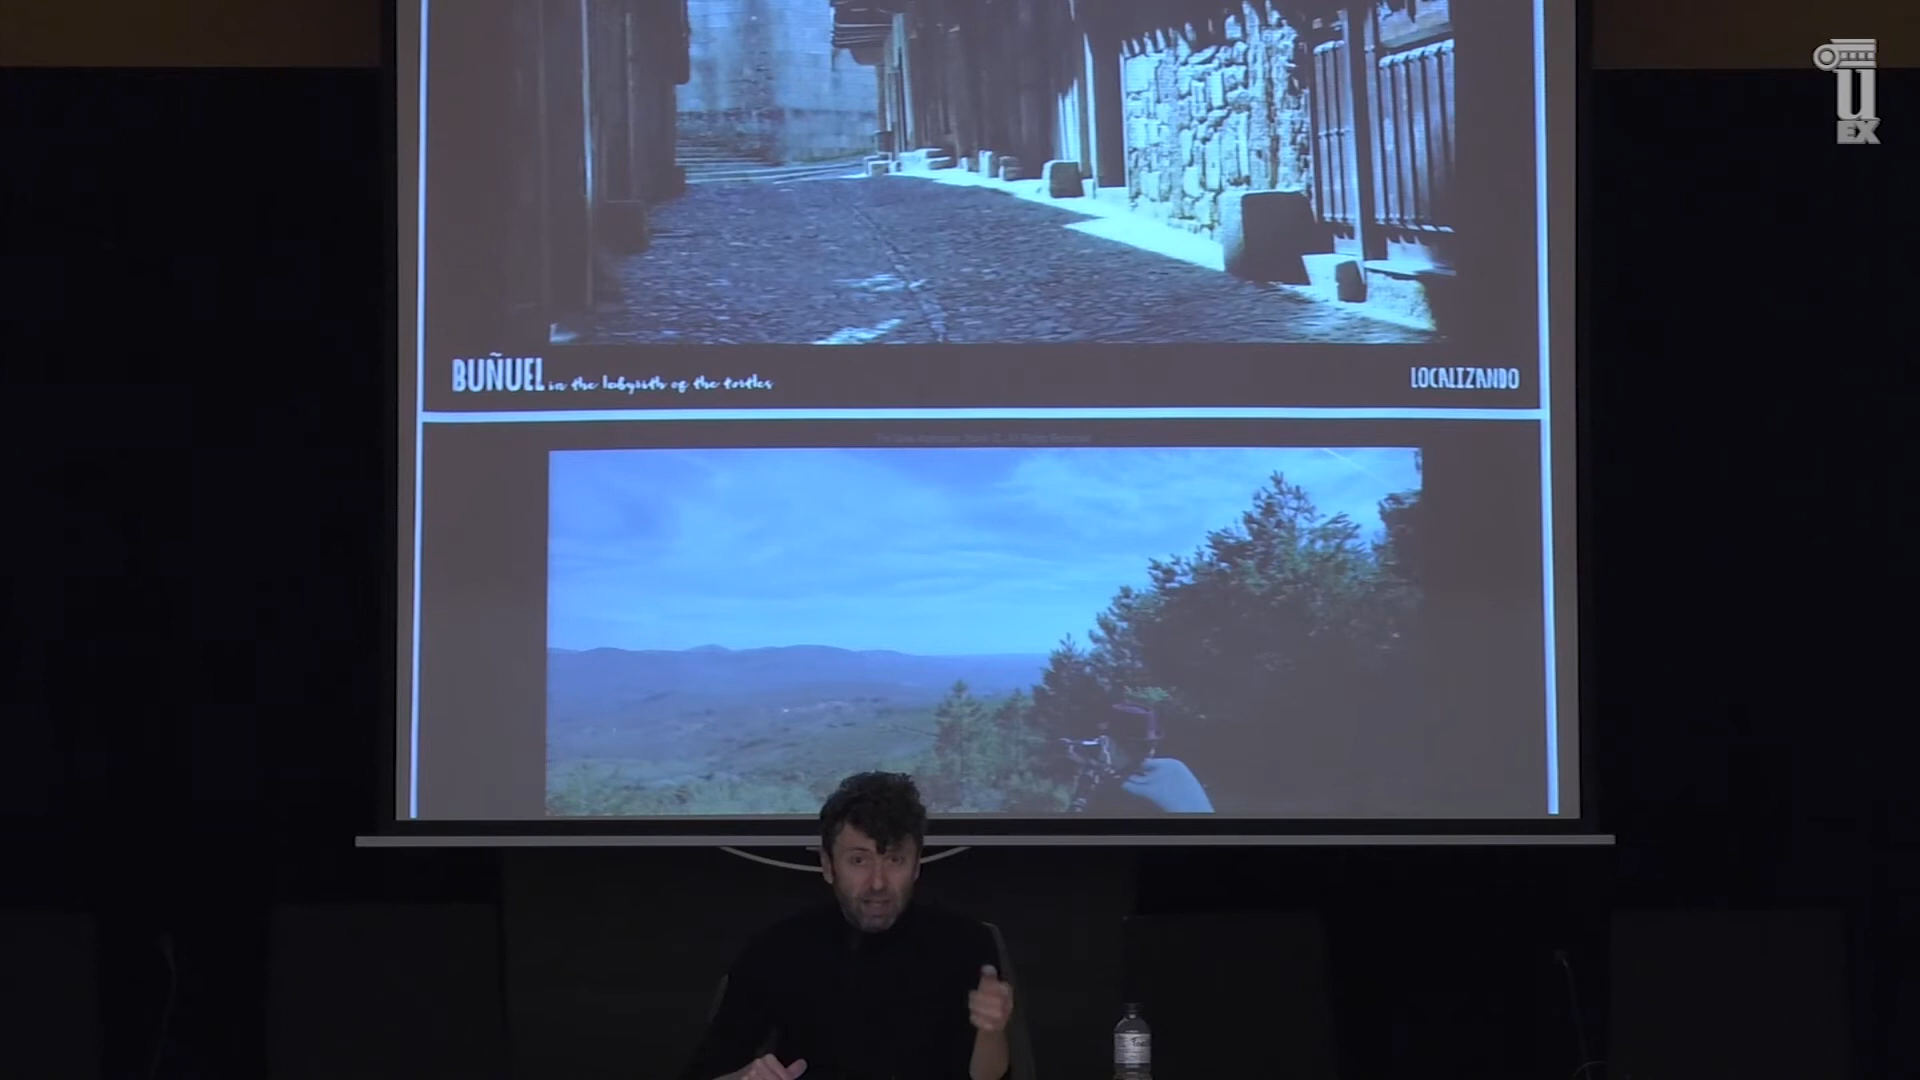 UEX
BUÑUEL in the labyrinth of the turtles
LOCALIZANDO